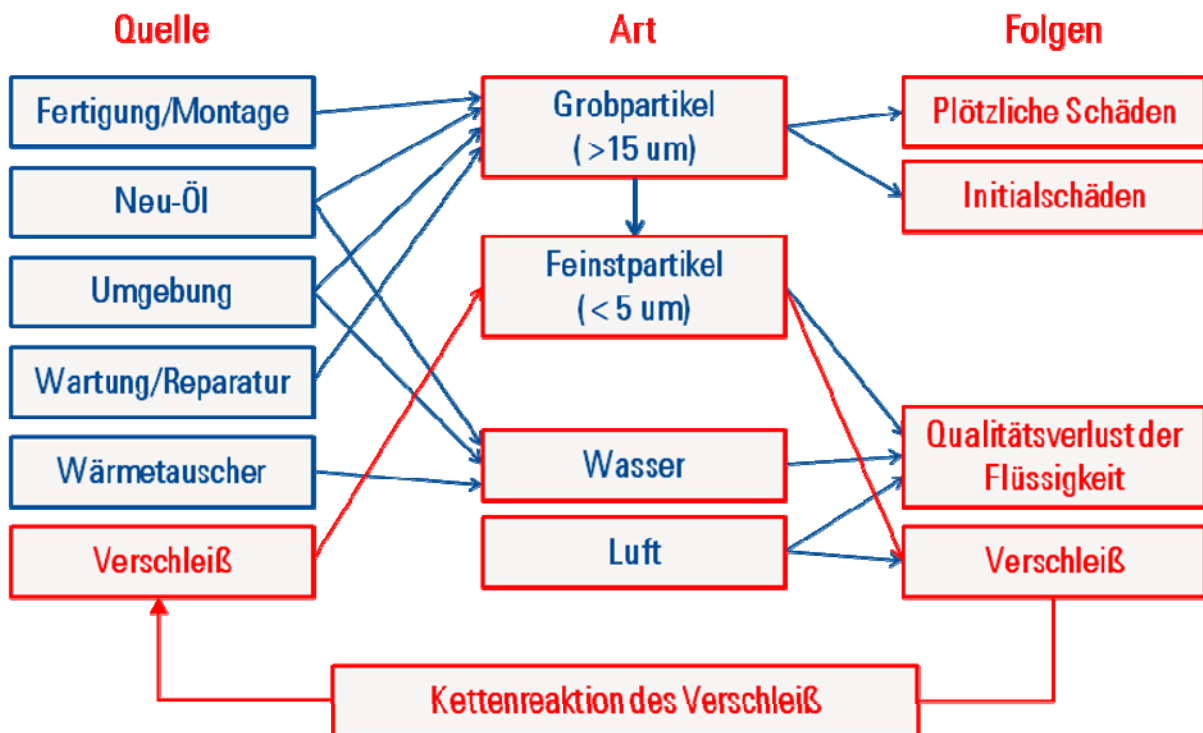 Quelle
Art
Folgen
Fertigung/Montage
Neu-Öl
Umgebung
Wartung/Reparatur
Wärmetauscher
Verschleiß
Grobpartikel
( >15 um)
Feinstpartikel
( < 5 um)
Wasser
Luft
Plötzliche Schäden
Initialschäden
Qualitätsverlust der
Flüssigkeit
Verschleiß
Kettenreaktion des Verschleiß